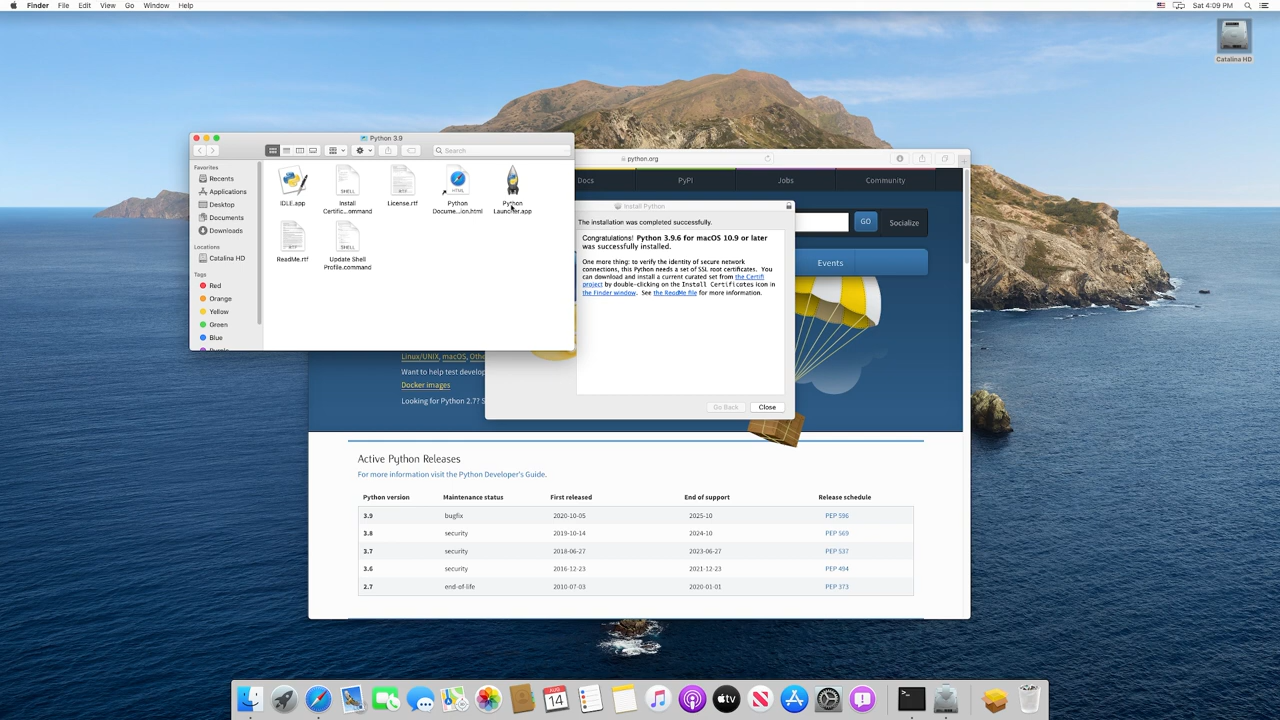 Finder File Edit View Go Window Help
Sat 4:09 PM
Catalina HD
Python 3.9
Search
Favorites
Recents
Applications
Desktop
Documents
Downloads
Locations
Catalina HD
Tags
Red
Orange
Yellow
Green
Blue
IDLE.app
SHELL
Install
Certific...ommand
RTF
License.rtf
HTML
Python
Docume...ion.html
Python
Launcher.app
RTF
ReadMe.rtf
SHELL
Update Shell
Profile.command
python.org
Docs
PyPI
Jobs
Community
GO
Socialize
Events
Install Python
The installation was completed successfully.
Congratulations! Python 3.9.6 for macOS 10.9 or later
was successfully installed.
One more thing: to verify the identity of secure network
connections, this Python needs a set of SSL root certificates. You
can download and install a current curated set from the Certifi
project by double-clicking on the Install Certificates icon in
the Finder window. See the ReadMe file for more information.
Go Back
Close
Linux/UNIX, macOS, Othe
Want to help test develop
Docker images
Looking for Python 2.7? S
Active Python Releases
For more information visit the Python Developer's Guide.
Python version Maintenance status First released End of support Release schedule
3.9 bugfix 2020-10-05 2025-10 PEP 596
3.8 security 2019-10-14 2024-10 PEP 569
3.7 security 2018-06-27 2023-06-27 PEP 537
3.6 security 2016-12-23 2021-12-23 PEP 494
2.7 end-of-life 2010-07-03 2020-01-01 PEP 373
AUG
14
tv